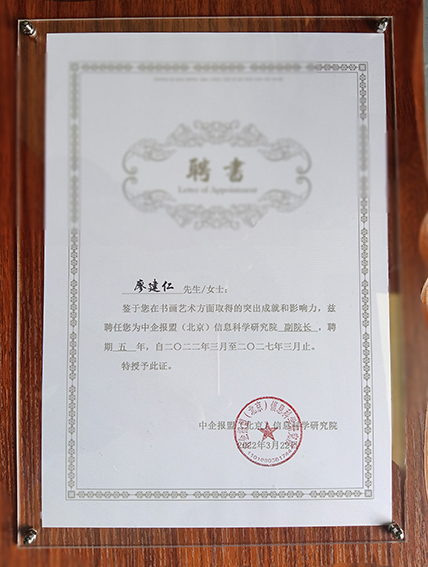 聘書
Letter of Appointment
廖建仁 先生/女士：
签于您在书画艺术方面取得的突出成就和影响力，兹
聘任您为中企报盟（北京）信息科学研究院 副院长，聘
期 五 年，自二〇二二年三月至二〇二七年三月止。
特授予此证。
中企报盟（北京）信息科学研究院
2022年3月22日